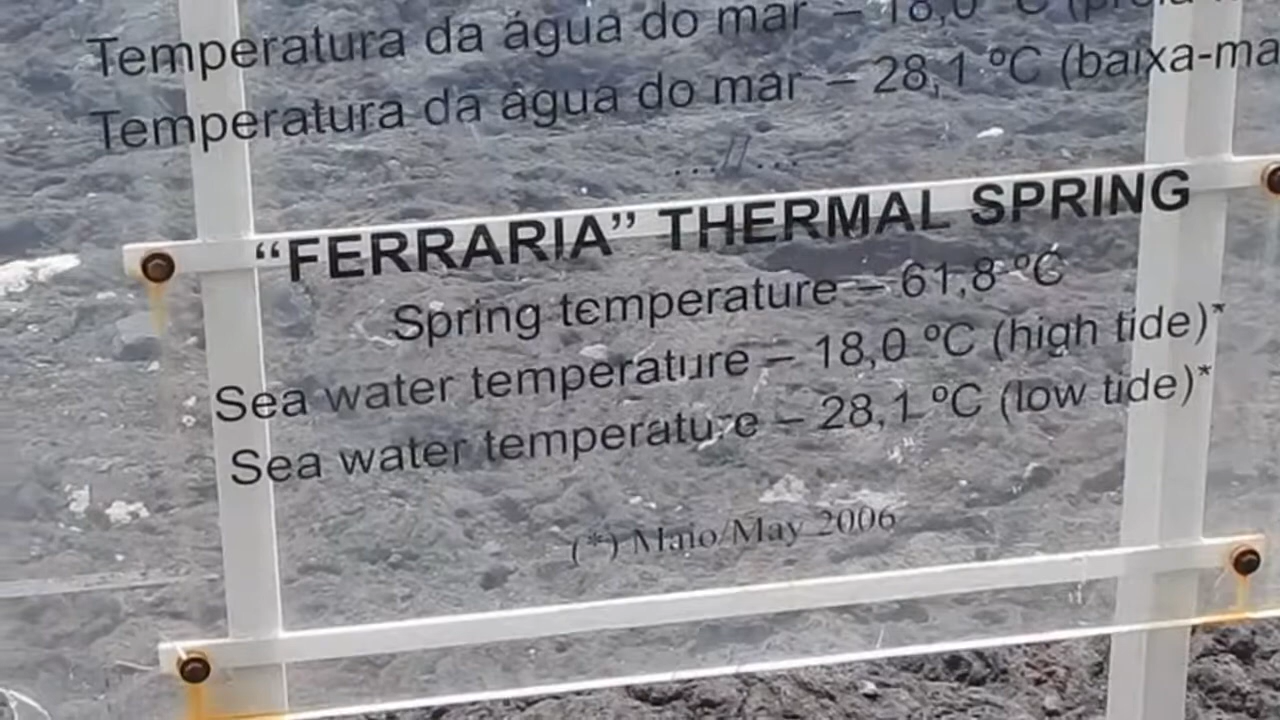 Temperatura da água do mar – 18,0 ºC
Temperatura da água do mar – 28,1 ºC (baixa-ma
...//...
“FERRARIA” THERMAL SPRING
Spring temperature – 61,8 ºC
Sea water temperature – 18,0 ºC (high tide)*
Sea water temperature – 28,1 ºC (low tide)*
(*) Maio/May 2006